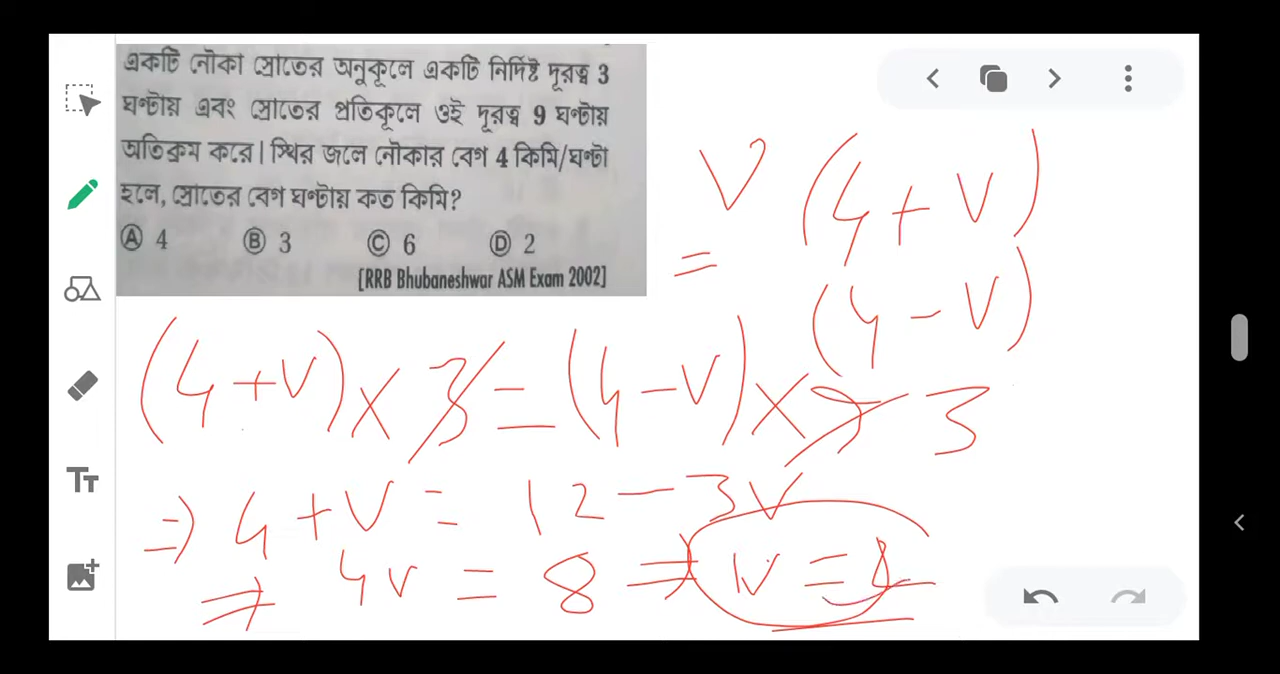 একটি নৌকা স্রোতের অনুকূলে একটি নির্দিষ্ট দূরত্ব 3
ঘণ্টায় এবং স্রোতের প্রতিকূলে ওই দূরত্ব 9 ঘণ্টায়
অতিক্রম করে। স্থির জলে নৌকার বেগ 4 কিমি/ঘণ্টা
হলে, স্রোতের বেগ ঘণ্টায় কত কিমি?
Ⓐ 4 Ⓑ 3 Ⓒ 6 Ⓓ 2
[RRB Bhubaneshwar ASM Exam 2002]
V (4 + V)
= (4 - V)
(4 + V) × 3 = (4 - V) × 3
⇒ 4 + V = 12 - 3V
⇒ 4v = 8 ⇒ v =
Tт